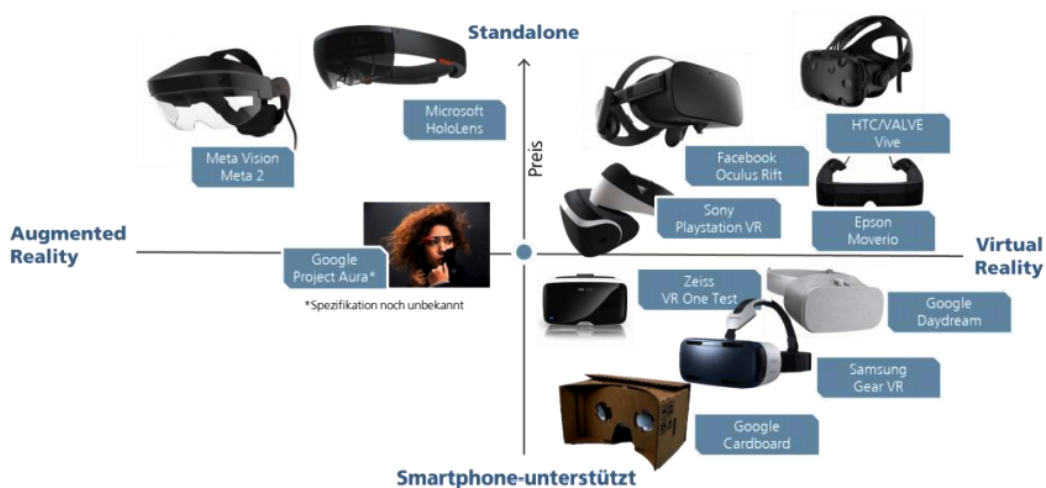 Standalone
Microsoft
HoloLens
Meta Vision
Meta 2
Preis
HTC/VALVE
Vive
Facebook
Oculus Rift
Sony
Playstation VR
Epson
Moverio
Augmented
Reality
Google
Project Aura*
*Spezifikation noch unbekannt
Virtual
Reality
Zeiss
VR One Test
Google
Daydream
Samsung
Gear VR
Google
Cardboard
Smartphone-unterstützt